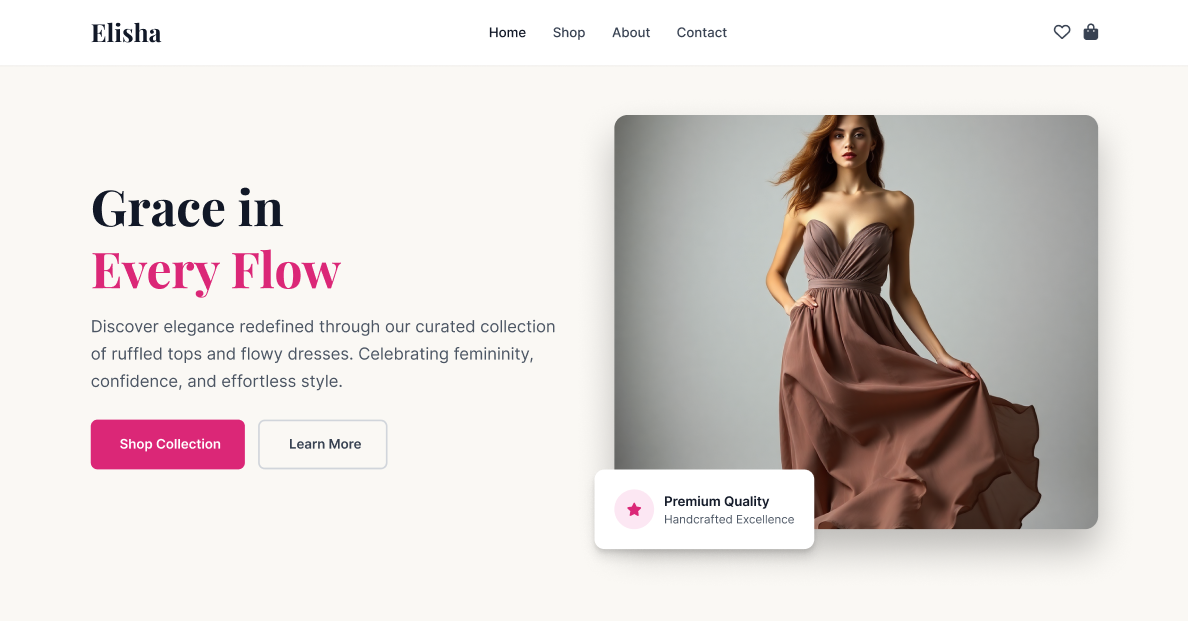 Elisha
Home Shop About Contact
Grace in
Every Flow
Discover elegance redefined through our curated collection
of ruffled tops and flowy dresses. Celebrating femininity,
confidence, and effortless style.
Shop Collection
Learn More
Premium Quality
Handcrafted Excellence